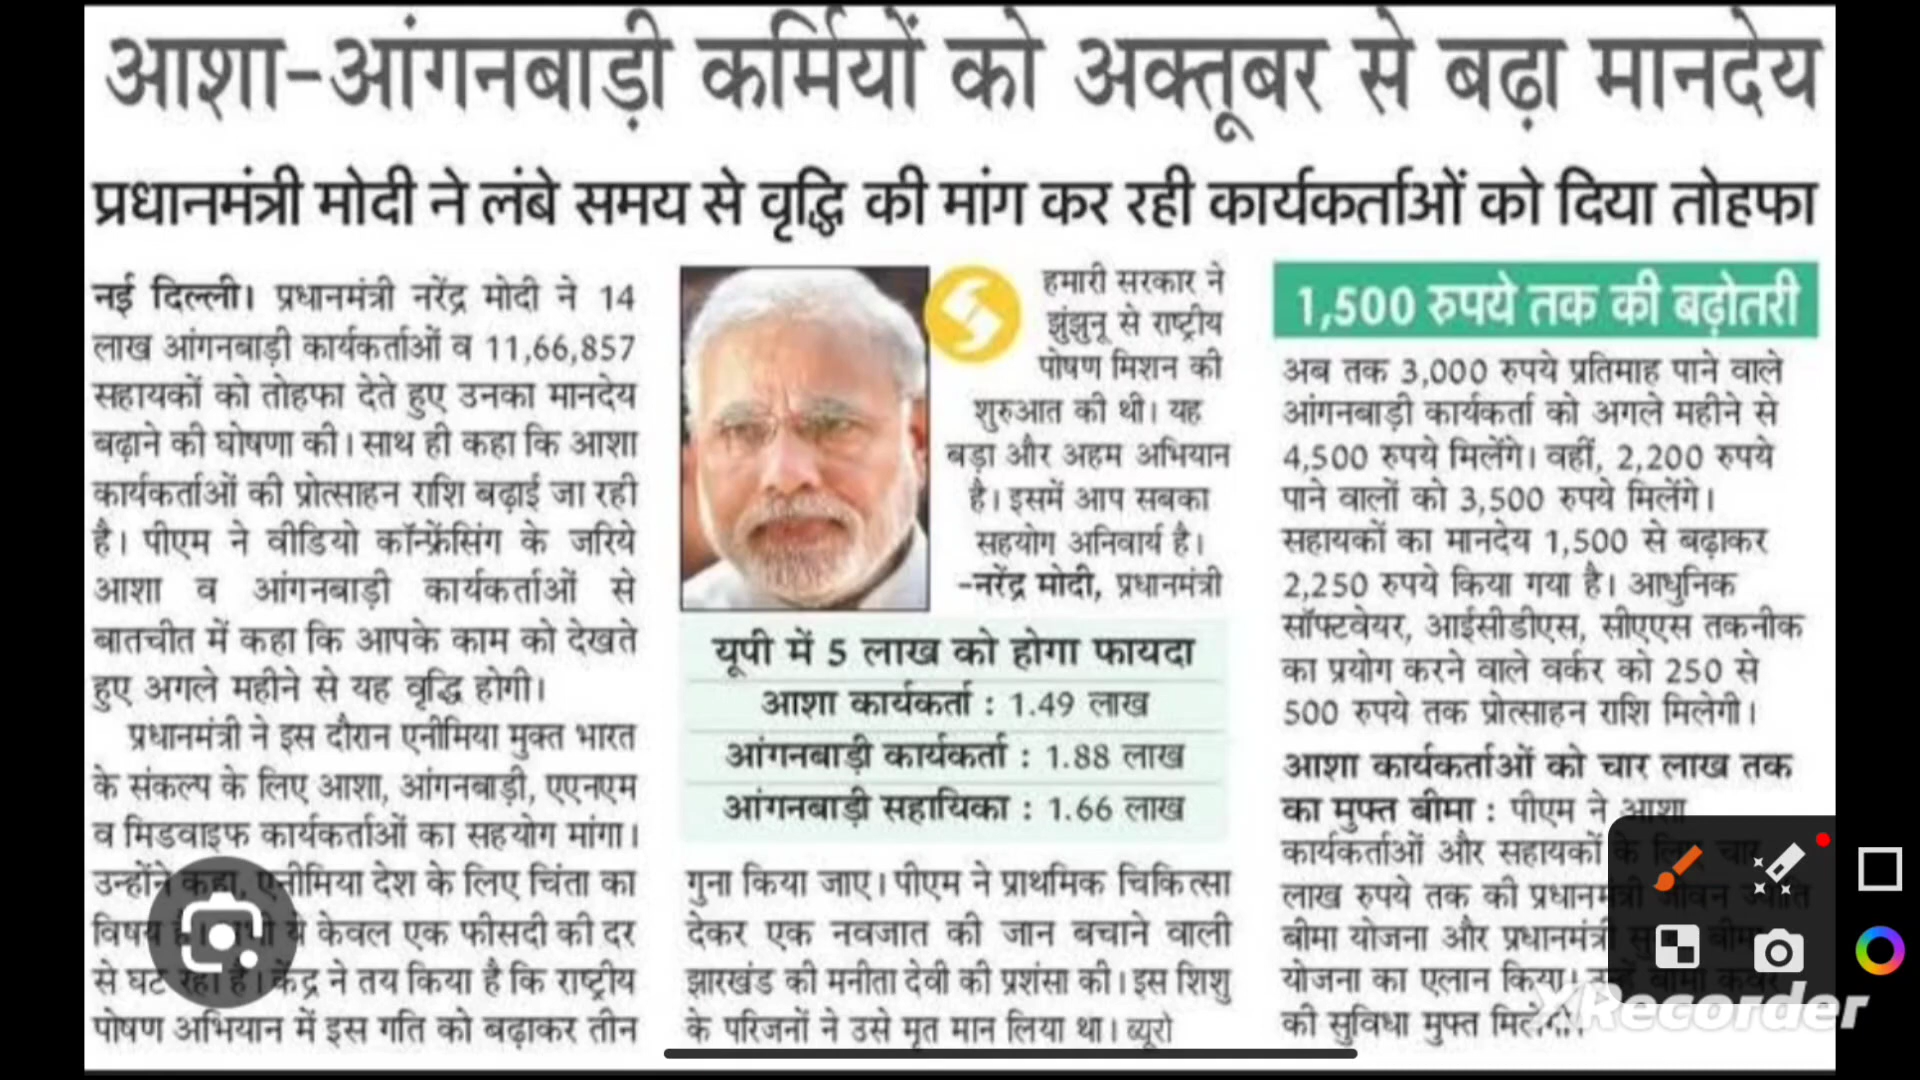 आशा-आंगनबाड़ी कर्मियों को अक्तूबर से बढ़ा मानदेय
प्रधानमंत्री मोदी ने लंबे समय से वृद्धि की मांग कर रही कार्यकर्ताओं को दिया तोहफा
नई दिल्ली। प्रधानमंत्री नरेंद्र मोदी ने 14
लाख आंगनबाड़ी कार्यकर्ताओं व 11,66,857
सहायकों को तोहफा देते हुए उनका मानदेय
बढ़ाने की घोषणा की। साथ ही कहा कि आशा
कार्यकर्ताओं की प्रोत्साहन राशि बढ़ाई जा रही
है। पीएम ने वीडियो कॉन्फ्रेंसिंग के जरिये
आशा व आंगनबाड़ी कार्यकर्ताओं से
बातचीत में कहा कि आपके काम को देखते
हुए अगले महीने से यह वृद्धि होगी।
प्रधानमंत्री ने इस दौरान एनीमिया मुक्त भारत
के संकल्प के लिए आशा, आंगनबाड़ी, एएनएम
व मिडवाइफ कार्यकर्ताओं का सहयोग मांगा।
उन्होंने कहा, एनीमिया देश के लिए चिंता का
विषय है। ये केवल एक फीसदी की दर
से घट रहा है। केंद्र ने तय किया है कि राष्ट्रीय
पोषण अभियान में इस गति को बढ़ाकर तीन
हमारी सरकार ने
झुंझुनू से राष्ट्रीय
पोषण मिशन की
शुरुआत की थी। यह
बड़ा और अहम अभियान
है। इसमें आप सबका
सहयोग अनिवार्य है।
-नरेंद्र मोदी, प्रधानमंत्री
यूपी में 5 लाख को होगा फायदा
आशा कार्यकर्ता : 1.49 लाख
आंगनबाड़ी कार्यकर्ता : 1.88 लाख
आंगनबाड़ी सहायिका : 1.66 लाख
गुना किया जाए। पीएम ने प्राथमिक चिकित्सा
देकर एक नवजात की जान बचाने वाली
झारखंड की मनीता देवी की प्रशंसा की। इस शिशु
के परिजनों ने उसे मृत मान लिया था। ब्यूरो
1,500 रुपये तक की बढ़ोतरी
अब तक 3,000 रुपये प्रतिमाह पाने वाले
आंगनबाड़ी कार्यकर्ता को अगले महीने से
4,500 रुपये मिलेंगे। वहीं, 2,200 रुपये
पाने वालों को 3,500 रुपये मिलेंगे।
सहायकों का मानदेय 1,500 से बढ़ाकर
2,250 रुपये किया गया है। आधुनिक
सॉफ्टवेयर, आईसीडीएस, सीएएस तकनीक
का प्रयोग करने वाले वर्कर को 250 से
500 रुपये तक प्रोत्साहन राशि मिलेगी।
आशा कार्यकर्ताओं को चार लाख तक
का मुफ्त बीमा : पीएम ने आशा
कार्यकर्ताओं और सहायकों के लिए चार
लाख रुपये तक की प्रधानमंत्री जीवन ज्योति
बीमा योजना और प्रधानमंत्री बीमा
योजना का एलान किया। उन्हें बीमा कवर
की सुविधा मुफ्त मिलेगी।
XRecorder